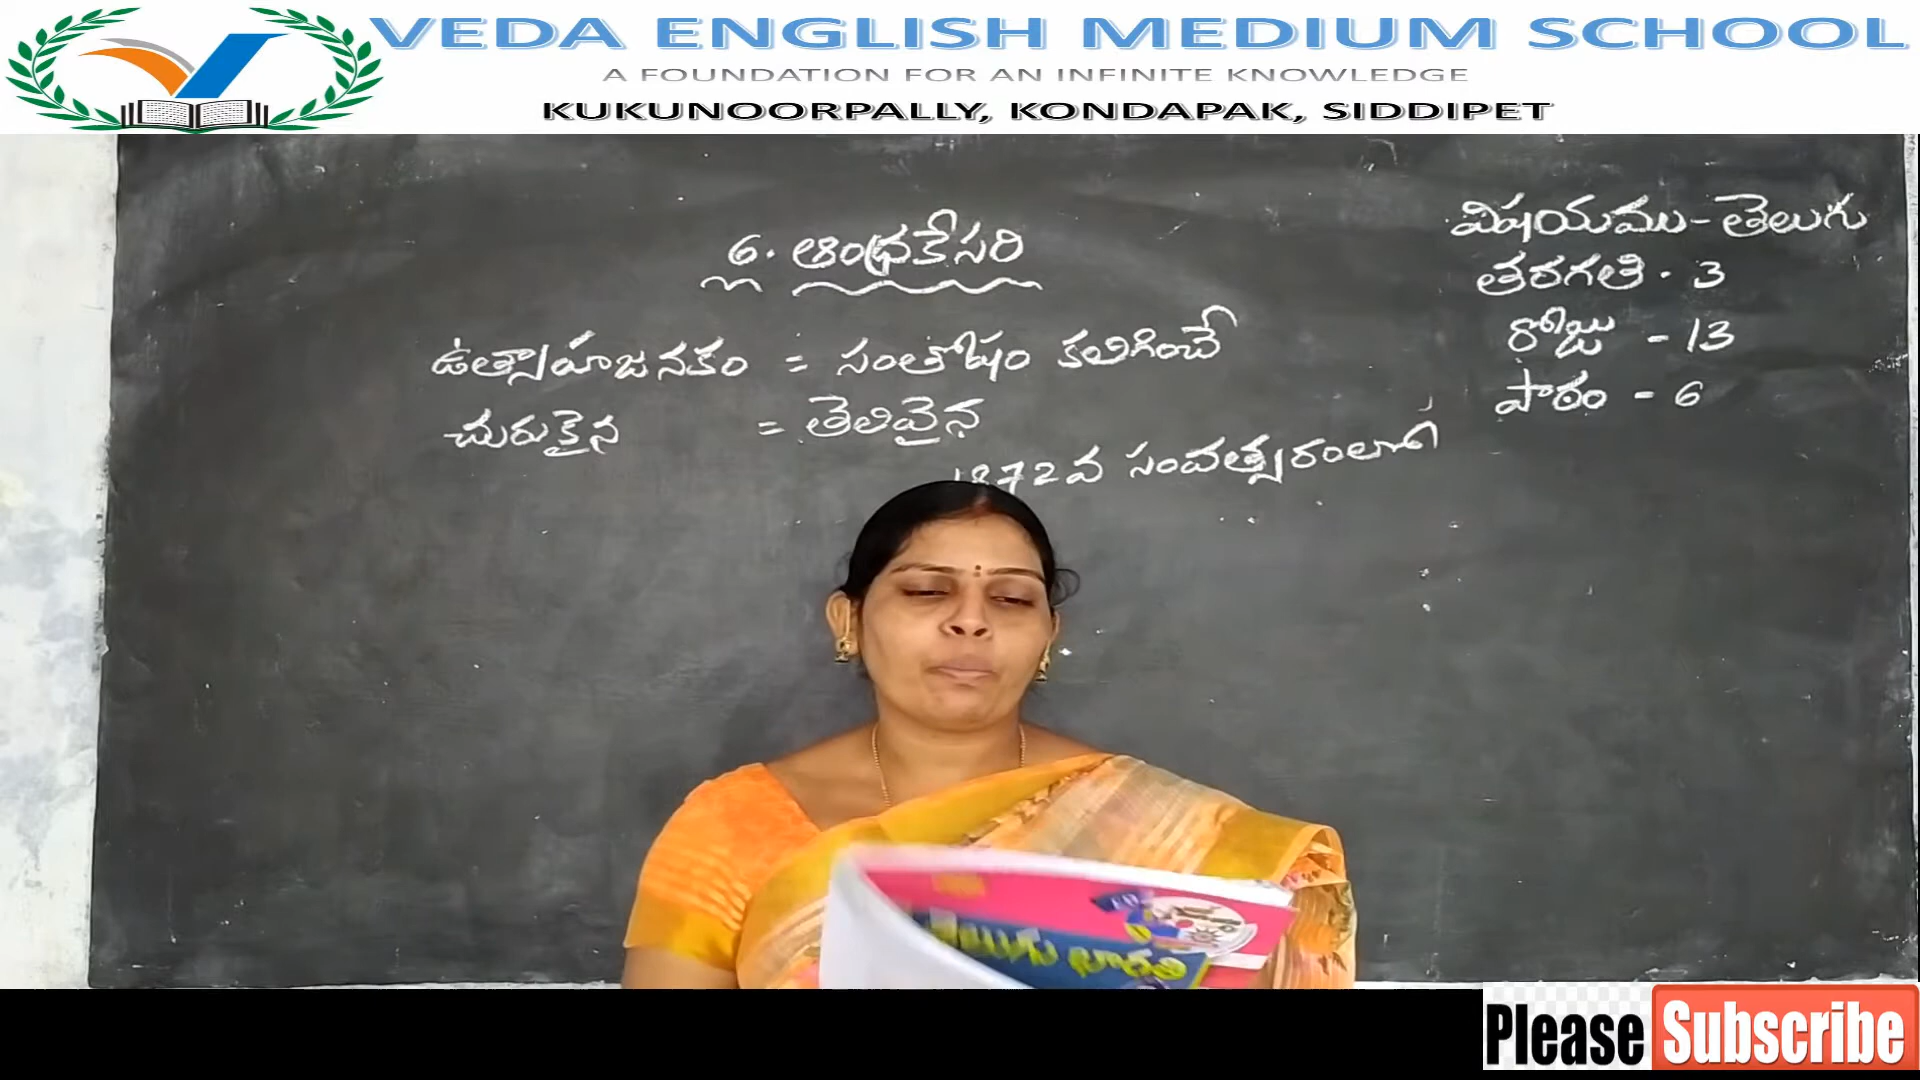 VEDA ENGLISH MEDIUM SCHOOL
A FOUNDATION FOR AN INFINITE KNOWLEDGE
KUKUNOORPALLY, KONDAPAK, SIDDIPET
6. ఆంధ్రకేసరి
ఉత్సాహజనకం = సంతోషం కలిగించే
చురుకైన = తెలివైన
1872వ సంవత్సరంలో
విషయము - తెలుగు
తరగతి - 3
రోజు - 13
పాఠం - 6
తెలుగు భారతి
Please Subscribe